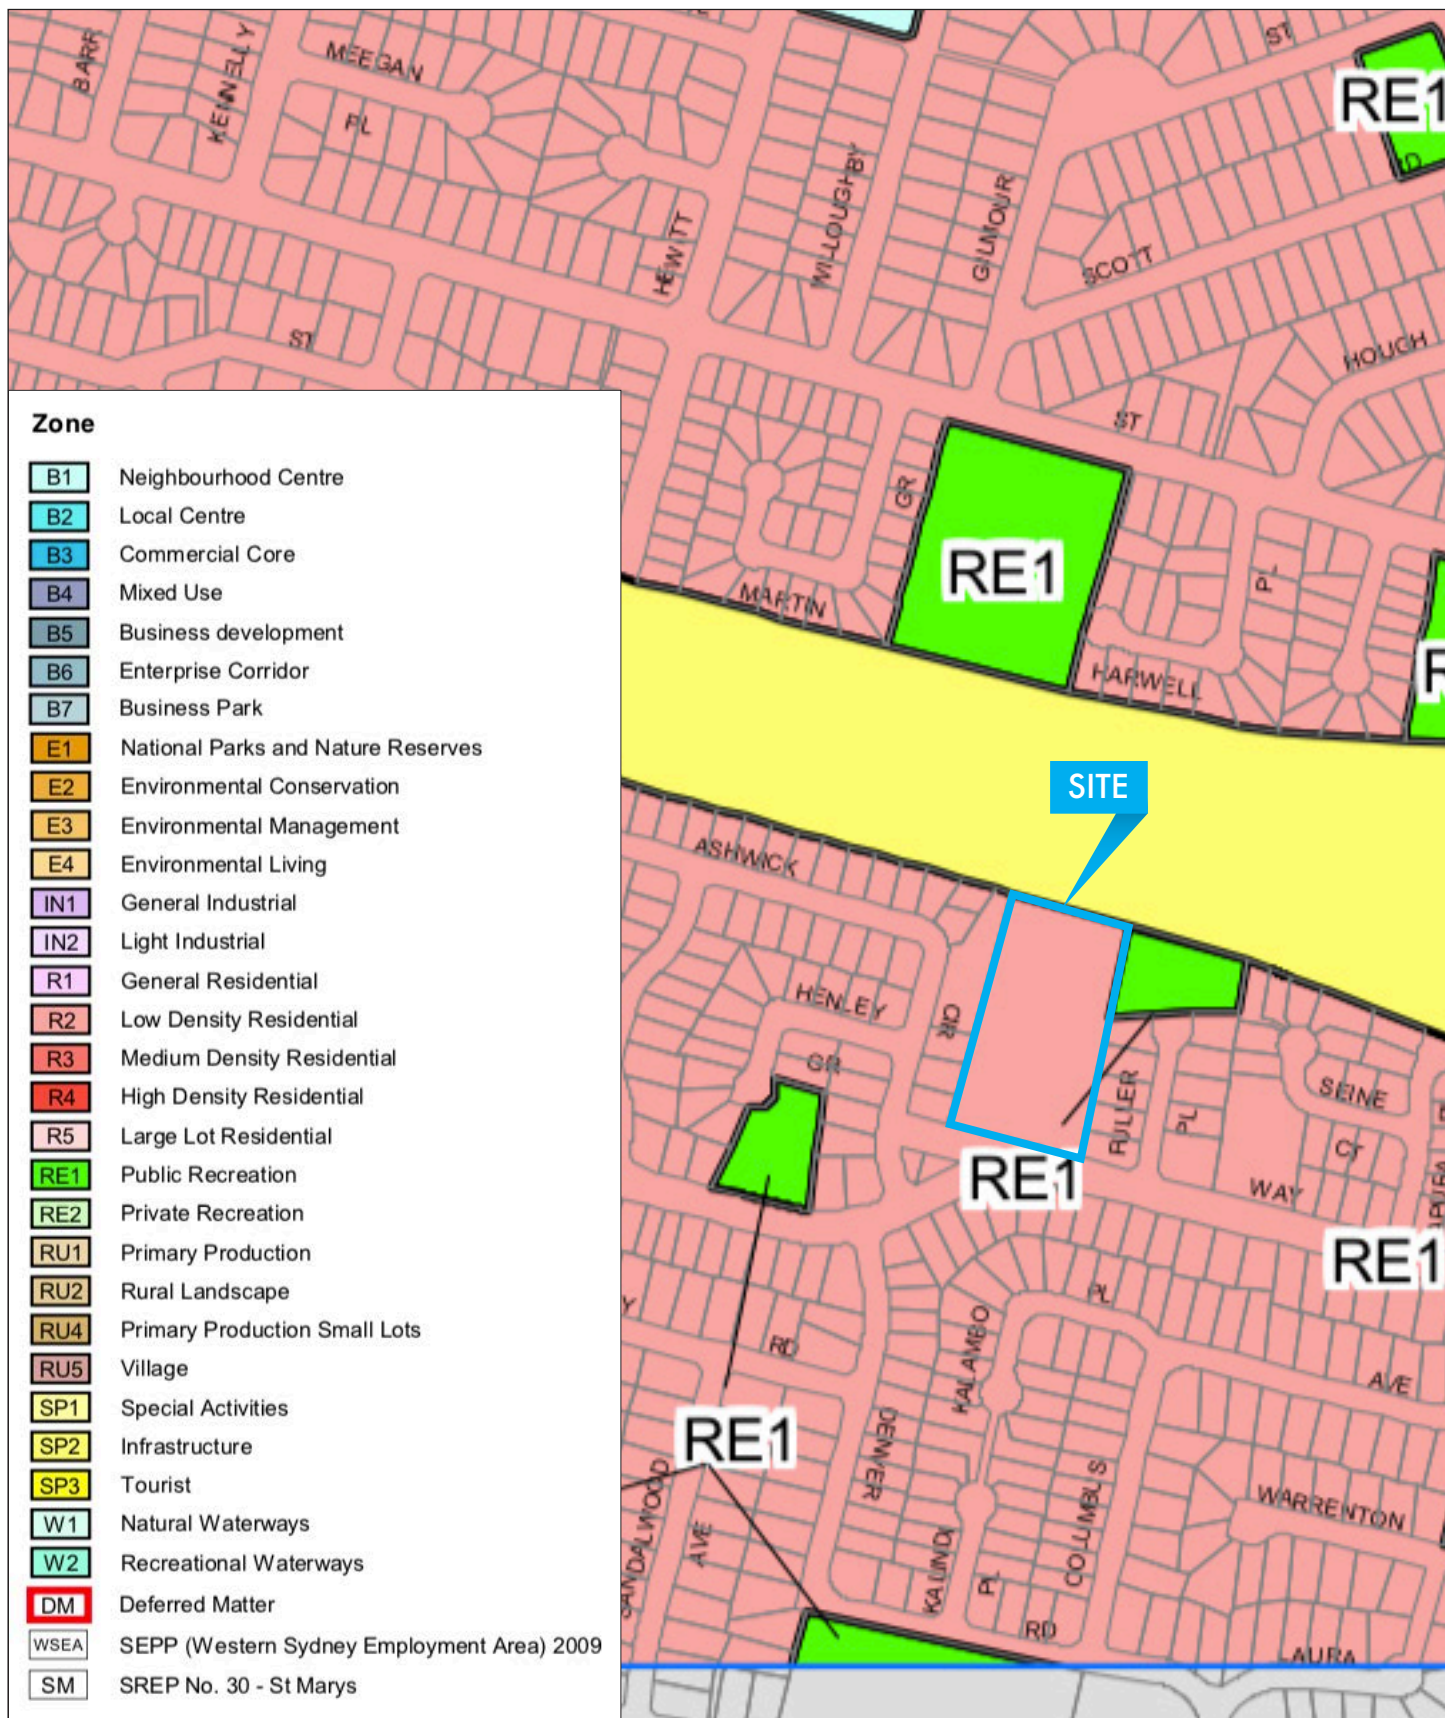 BARR
KENNELLY
MEEGAN
PL
HEWITT
WILLOUGHBY
GILMOUR
ST
RE1
RD
SCOTT
HOUGH
ST
ST
GR
RE1
MARTIN
PL
HARWELL
Zone
B1 Neighbourhood Centre
B2 Local Centre
B3 Commercial Core
B4 Mixed Use
B5 Business development
B6 Enterprise Corridor
B7 Business Park
E1 National Parks and Nature Reserves
E2 Environmental Conservation
E3 Environmental Management
E4 Environmental Living
IN1 General Industrial
IN2 Light Industrial
R1 General Residential
R2 Low Density Residential
R3 Medium Density Residential
R4 High Density Residential
R5 Large Lot Residential
RE1 Public Recreation
RE2 Private Recreation
RU1 Primary Production
RU2 Rural Landscape
RU4 Primary Production Small Lots
RU5 Village
SP1 Special Activities
SP2 Infrastructure
SP3 Tourist
W1 Natural Waterways
W2 Recreational Waterways
DM Deferred Matter
WSEA SEPP (Western Sydney Employment Area) 2009
SM SREP No. 30 - St Marys
SITE
ASHWICK
HENLEY
CIR
GR
FULLER
PL
SEINE
CT
WAY
RE1
RE1
PL
KALAMBO
AVE
RE1
DENVER
SANDALWOOD
AVE
COLUMBUS
WARRENTON
KALINDI
PL
RD
LAURA